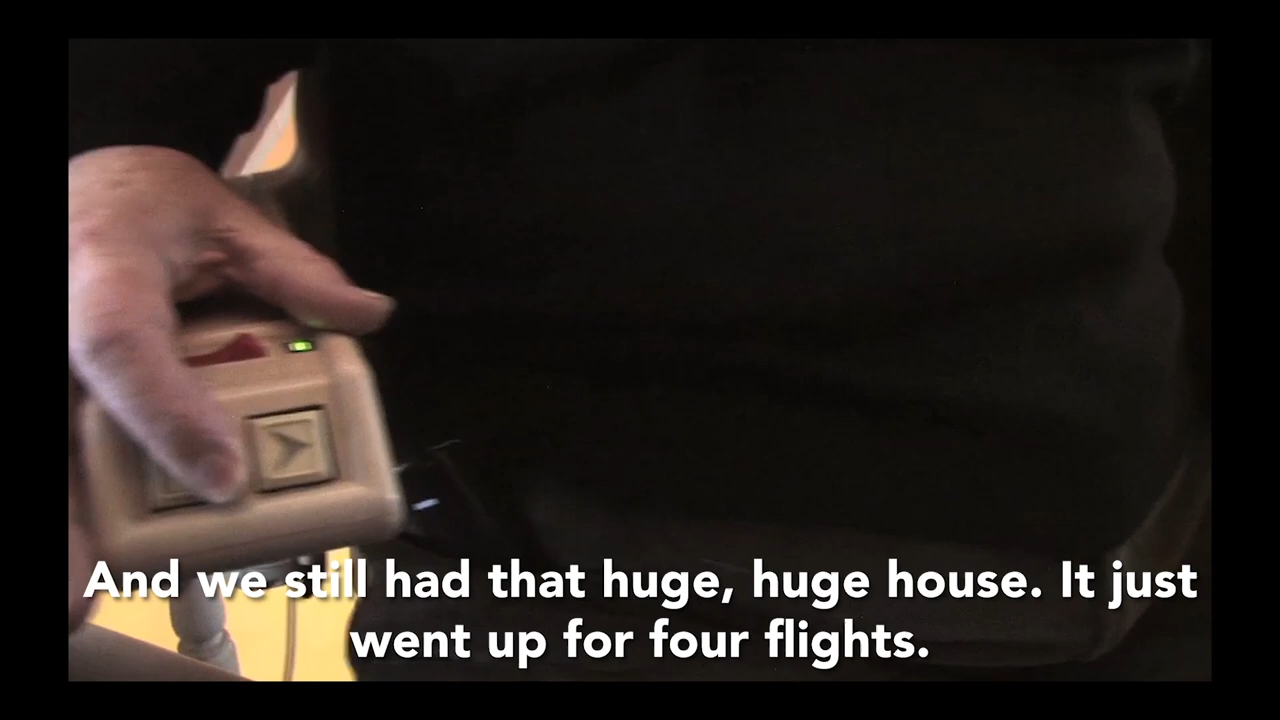 And we still had that huge, huge house. It just
went up for four flights.